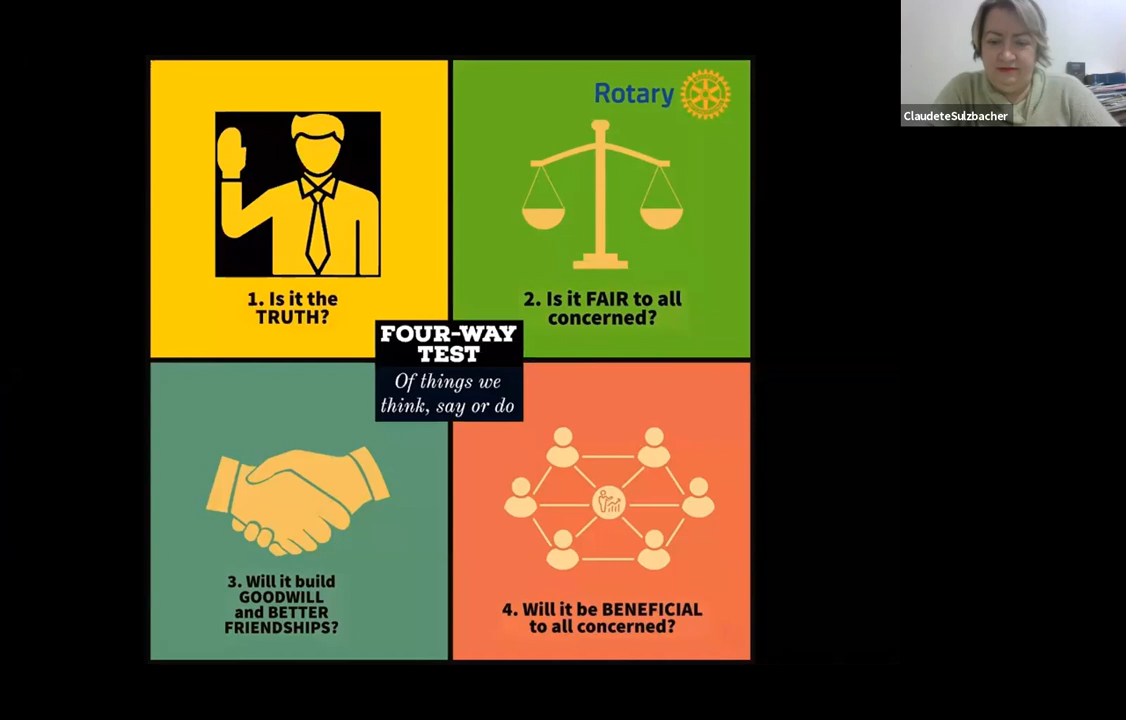 Rotary
1. Is it the
TRUTH?
2. Is it FAIR to all
concerned?
FOUR-WAY
TEST
Of things we
think, say or do
3. Will it build
GOODWILL
and BETTER
FRIENDSHIPS?
4. Will it be BENEFICIAL
to all concerned?
ClaudeteSulzbacher